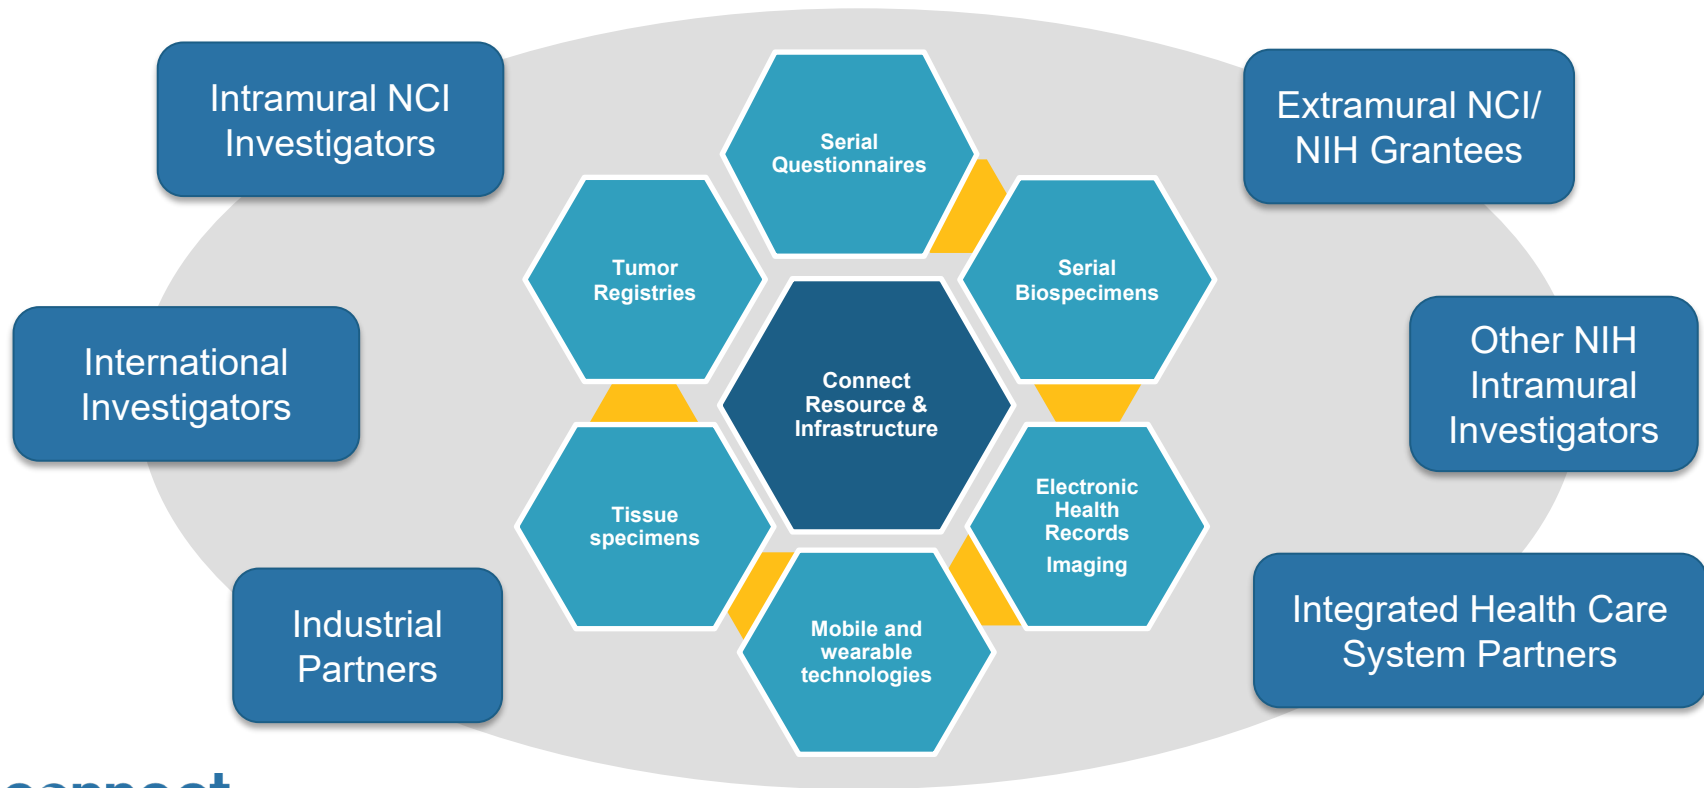 Intramural NCI
Investigators
Extramural NCI/
NIH Grantees
Serial
Questionnaires
Tumor
Registries
Serial
Biospecimens
International
Investigators
Connect
Resource &
Infrastructure
Other NIH
Intramural
Investigators
Tissue
specimens
Electronic
Health
Records
Imaging
Industrial
Partners
Mobile and
wearable
technologies
Integrated Health Care
System Partners
connect